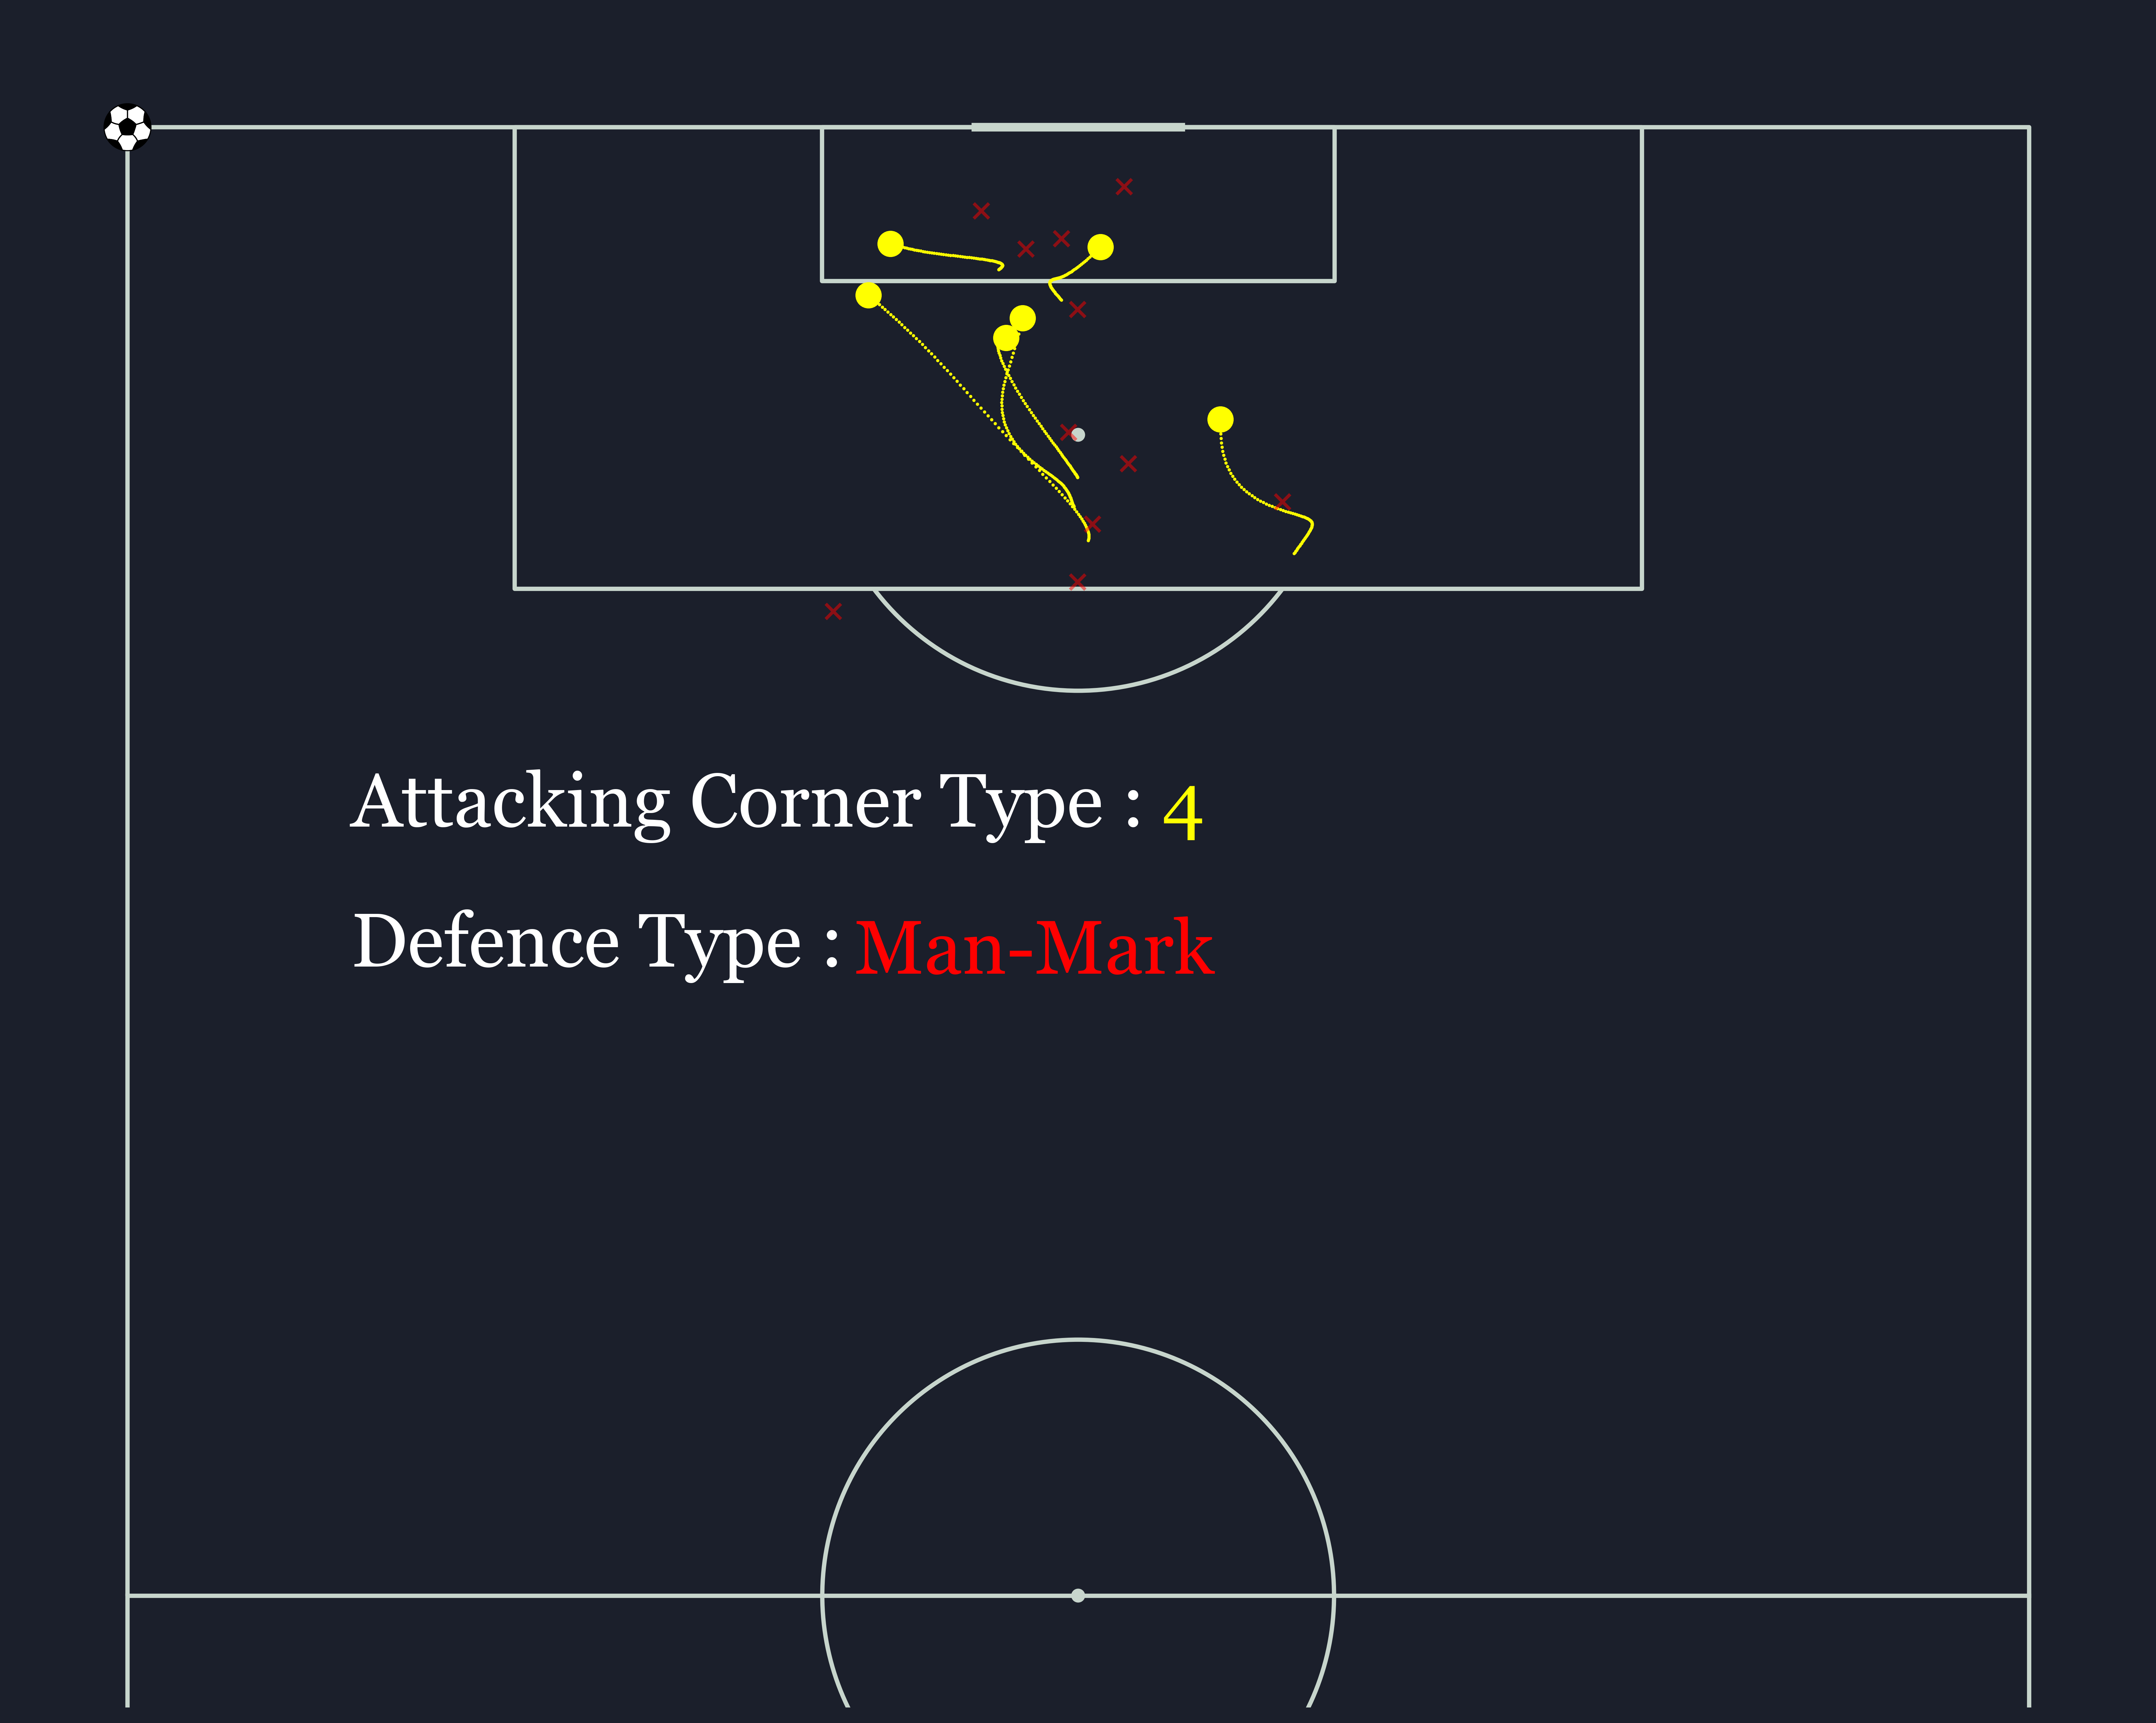 Attacking Corner Type : 4
Defence Type : Man-Mark